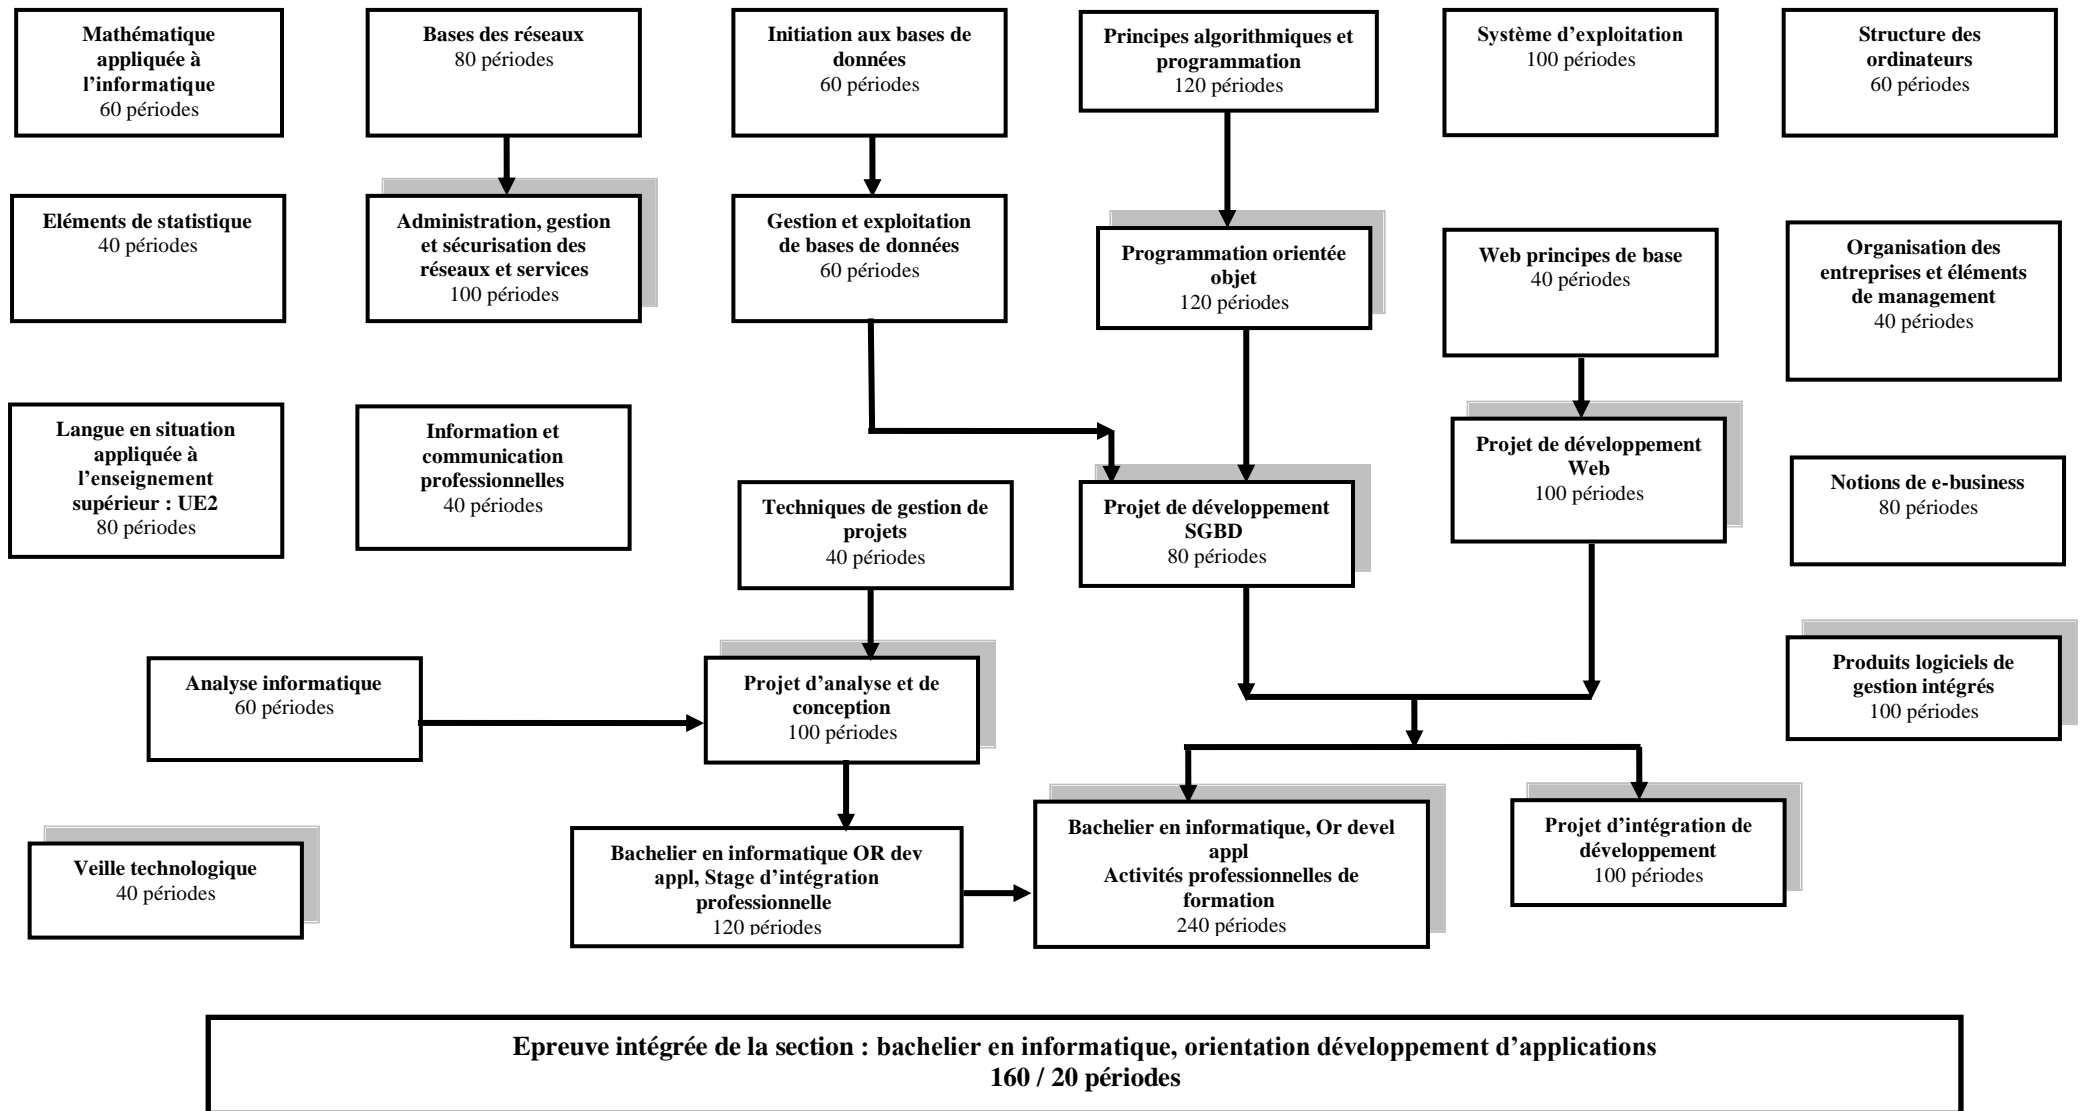 Mathématique
appliquée à
l’informatique
60 périodes
Bases des réseaux
80 périodes
Initiation aux bases de
données
60 périodes
Principes algorithmiques et
programmation
120 périodes
Système d’exploitation
100 périodes
Structure des
ordinateurs
60 périodes
Eléments de statistique
40 périodes
Administration, gestion
et sécurisation des
réseaux et services
100 périodes
Gestion et exploitation
de bases de données
60 périodes
Programmation orientée
objet
120 périodes
Web principes de base
40 périodes
Organisation des
entreprises et éléments
de management
40 périodes
Langue en situation
appliquée à
l’enseignement
supérieur : UE2
80 périodes
Information et
communication
professionnelles
40 périodes
Techniques de gestion de
projets
40 périodes
Projet de développement
SGBD
80 périodes
Projet de développement
Web
100 périodes
Notions de e-business
80 périodes
Analyse informatique
60 périodes
Projet d’analyse et de
conception
100 périodes
Produits logiciels de
gestion intégrés
100 périodes
Veille technologique
40 périodes
Bachelier en informatique OR dev
appl, Stage d’intégration
professionnelle
120 périodes
Bachelier en informatique, Or devel
appl
Activités professionnelles de
formation
240 périodes
Projet d’intégration de
développement
100 périodes
Epreuve intégrée de la section : bachelier en informatique, orientation développement d’applications
160 / 20 périodes